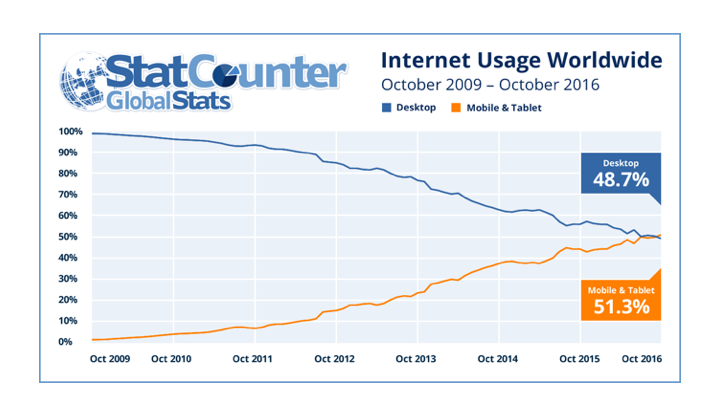 StatCounter
GlobalStats
Internet Usage Worldwide
October 2009 – October 2016
Desktop
Mobile & Tablet
100%
90%
80%
70%
60%
50%
40%
30%
20%
10%
0%
Desktop
48.7%
Mobile & Tablet
51.3%
Oct 2009 Oct 2010 Oct 2011 Oct 2012 Oct 2013 Oct 2014 Oct 2015 Oct 2016